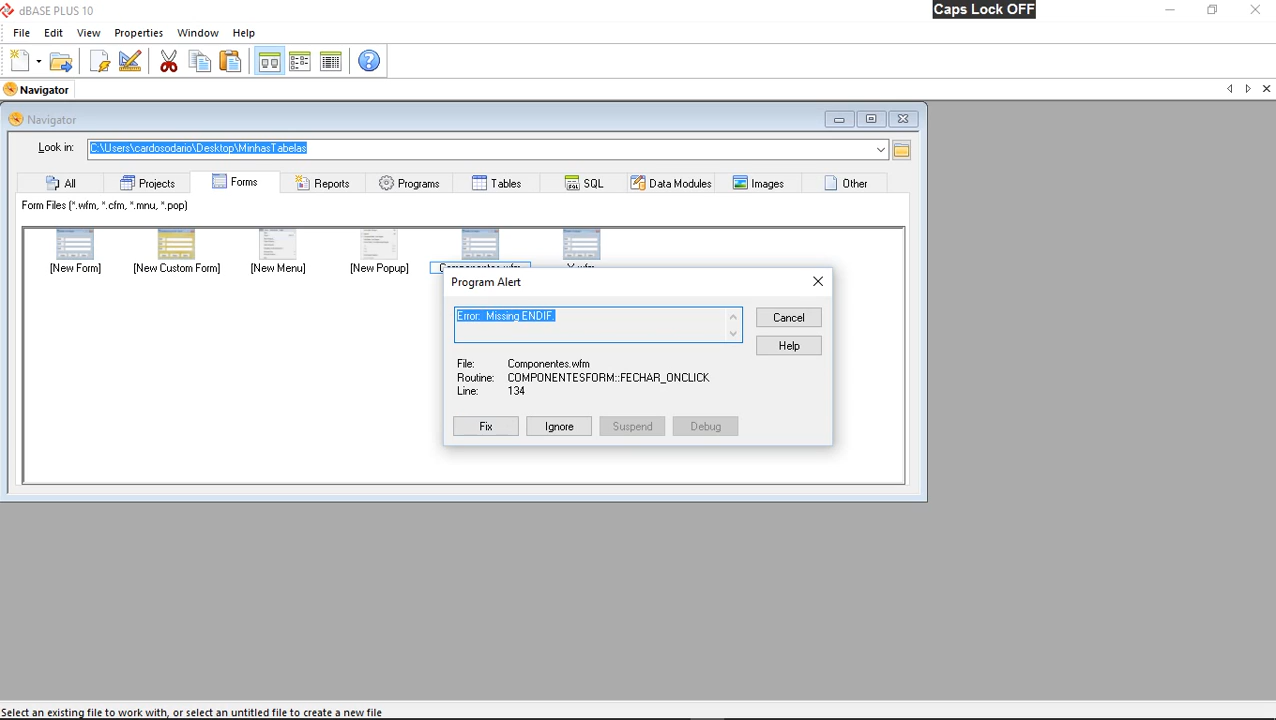 dBASE PLUS 10
Caps Lock OFF
File Edit View Properties Window Help
Navigator
Navigator
Look in: C:\Users\cardosodario\Desktop\MinhasTabelas
All Projects Forms Reports Programs Tables SQL Data Modules Images Other
Form Files (*.wfm, *.cfm, *.mnu, *.pop)
[New Form] [New Custom Form] [New Menu] [New Popup] Componentes.wfm
Program Alert
Error: Missing ENDIF.
Cancel
Help
File: Componentes.wfm
Routine: COMPONENTESFORM::FECHAR_ONCLICK
Line: 134
Fix Ignore Suspend Debug
Select an existing file to work with, or select an untitled file to create a new file